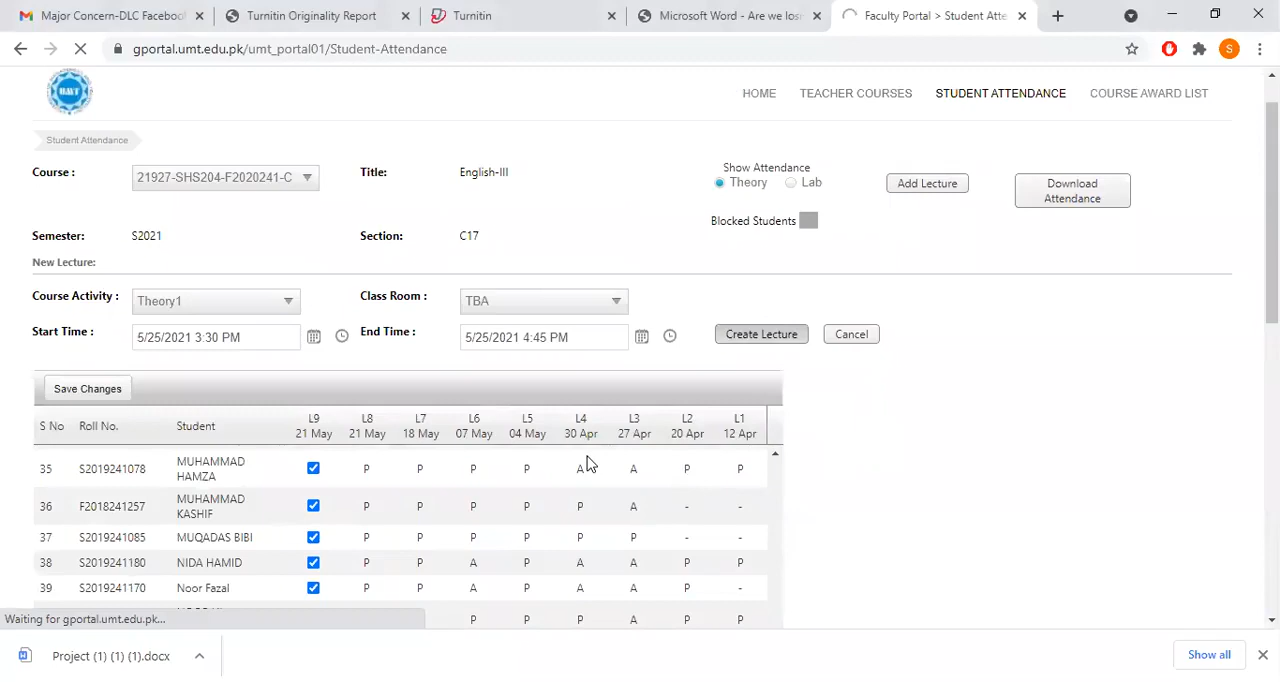 Major Concern-DLC Facebook
Turnitin Originality Report
Turnitin
Microsoft Word - Are we losi
Faculty Portal > Student Atte
S
gportal.umt.edu.pk/umt_portal01/Student-Attendance
UMT
HOME TEACHER COURSES STUDENT ATTENDANCE COURSE AWARD LIST
Student Attendance
Course : 21927-SHS204-F2020241-C Title: English-III
Show Attendance
Theory Lab
Add Lecture
Download
Attendance
Blocked Students
Semester: S2021 Section: C17
New Lecture:
Course Activity : Theory1 Class Room : TBA
Start Time : 5/25/2021 3:30 PM End Time : 5/25/2021 4:45 PM Create Lecture Cancel
Save Changes
S No Roll No. Student L9 L8 L7 L6 L5 L4 L3 L2 L1
21 May 21 May 18 May 07 May 04 May 30 Apr 27 Apr 20 Apr 12 Apr
35 S2019241078 MUHAMMAD HAMZA P P P P A A P P
36 F2018241257 MUHAMMAD KASHIF P P P P P A - -
37 S2019241085 MUQADAS BIBI P P P P P P - -
38 S2019241180 NIDA HAMID P P A P A A P P
39 S2019241170 Noor Fazal P P A P A A P -
P P P A P P
Waiting for gportal.umt.edu.pk...
Project (1) (1) (1).docx
Show all